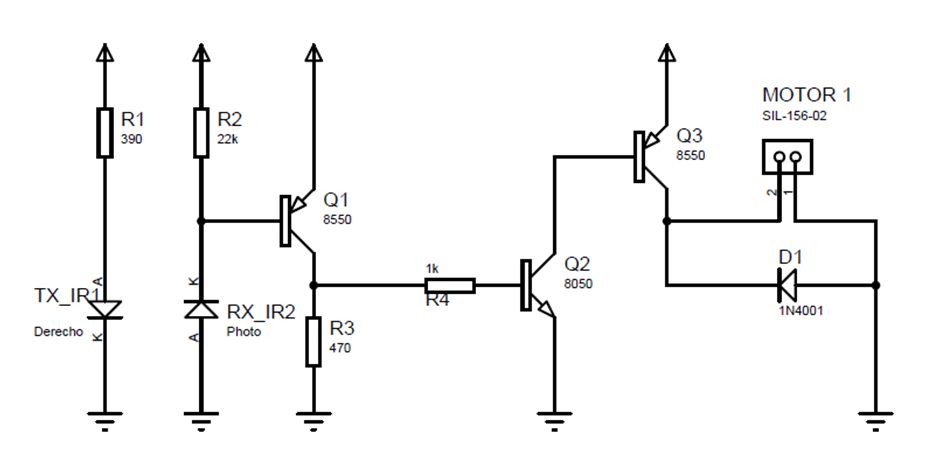 R1
390
A
TX_IR1
Derecho
K
R2
22k
K
RX_IR2
Photo
A
Q1
8550
R3
470
1k
R4
Q2
8050
Q3
8550
MOTOR 1
SIL-156-02
2
1
D1
1N4001